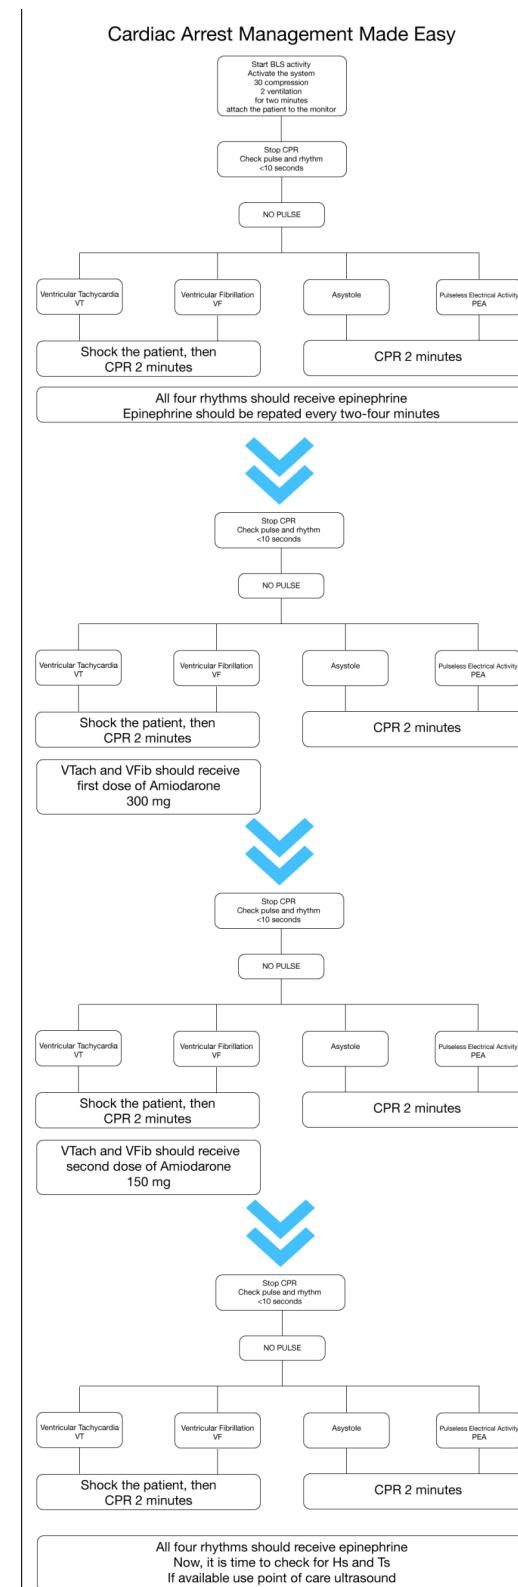 Cardiac Arrest Management Made Easy
Start BLS activity
Activate the system
30 compression
2 ventilation
for two minutes
attach the patient to the monitor
Stop CPR
Check pulse and rhythm
<10 seconds
NO PULSE
Ventricular Tachycardia
VT
Ventricular Fibrillation
VF
Asystole
Pulseless Electrical Activity
PEA
Shock the patient, then
CPR 2 minutes
CPR 2 minutes
All four rhythms should receive epinephrine
Epinephrine should be repated every two-four minutes
Stop CPR
Check pulse and rhythm
<10 seconds
NO PULSE
Ventricular Tachycardia
VT
Ventricular Fibrillation
VF
Asystole
Pulseless Electrical Activity
PEA
Shock the patient, then
CPR 2 minutes
CPR 2 minutes
VTach and VFib should receive
first dose of Amiodarone
300 mg
Stop CPR
Check pulse and rhythm
<10 seconds
NO PULSE
Ventricular Tachycardia
VT
Ventricular Fibrillation
VF
Asystole
Pulseless Electrical Activity
PEA
Shock the patient, then
CPR 2 minutes
CPR 2 minutes
VTach and VFib should receive
second dose of Amiodarone
150 mg
Stop CPR
Check pulse and rhythm
<10 seconds
NO PULSE
Ventricular Tachycardia
VT
Ventricular Fibrillation
VF
Asystole
Pulseless Electrical Activity
PEA
Shock the patient, then
CPR 2 minutes
CPR 2 minutes
All four rhythms should receive epinephrine
Now, it is time to check for Hs and Ts
If available use point of care ultrasound